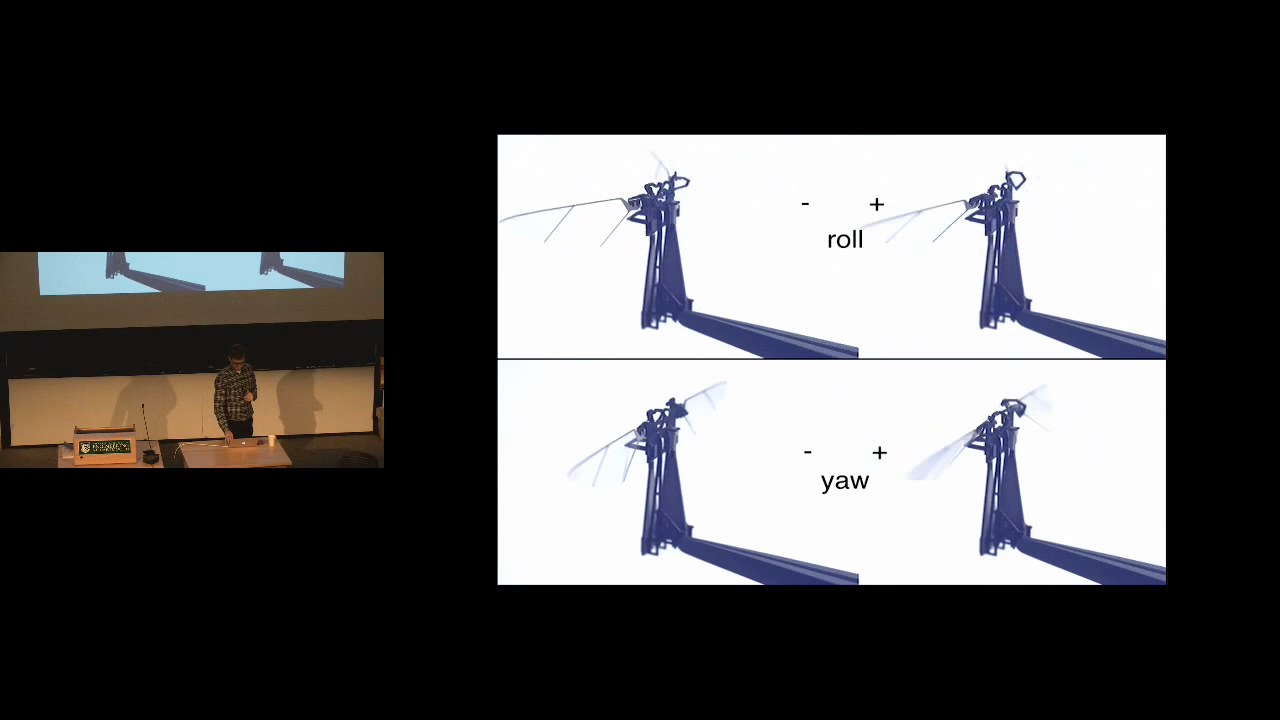 - +
roll
- +
yaw